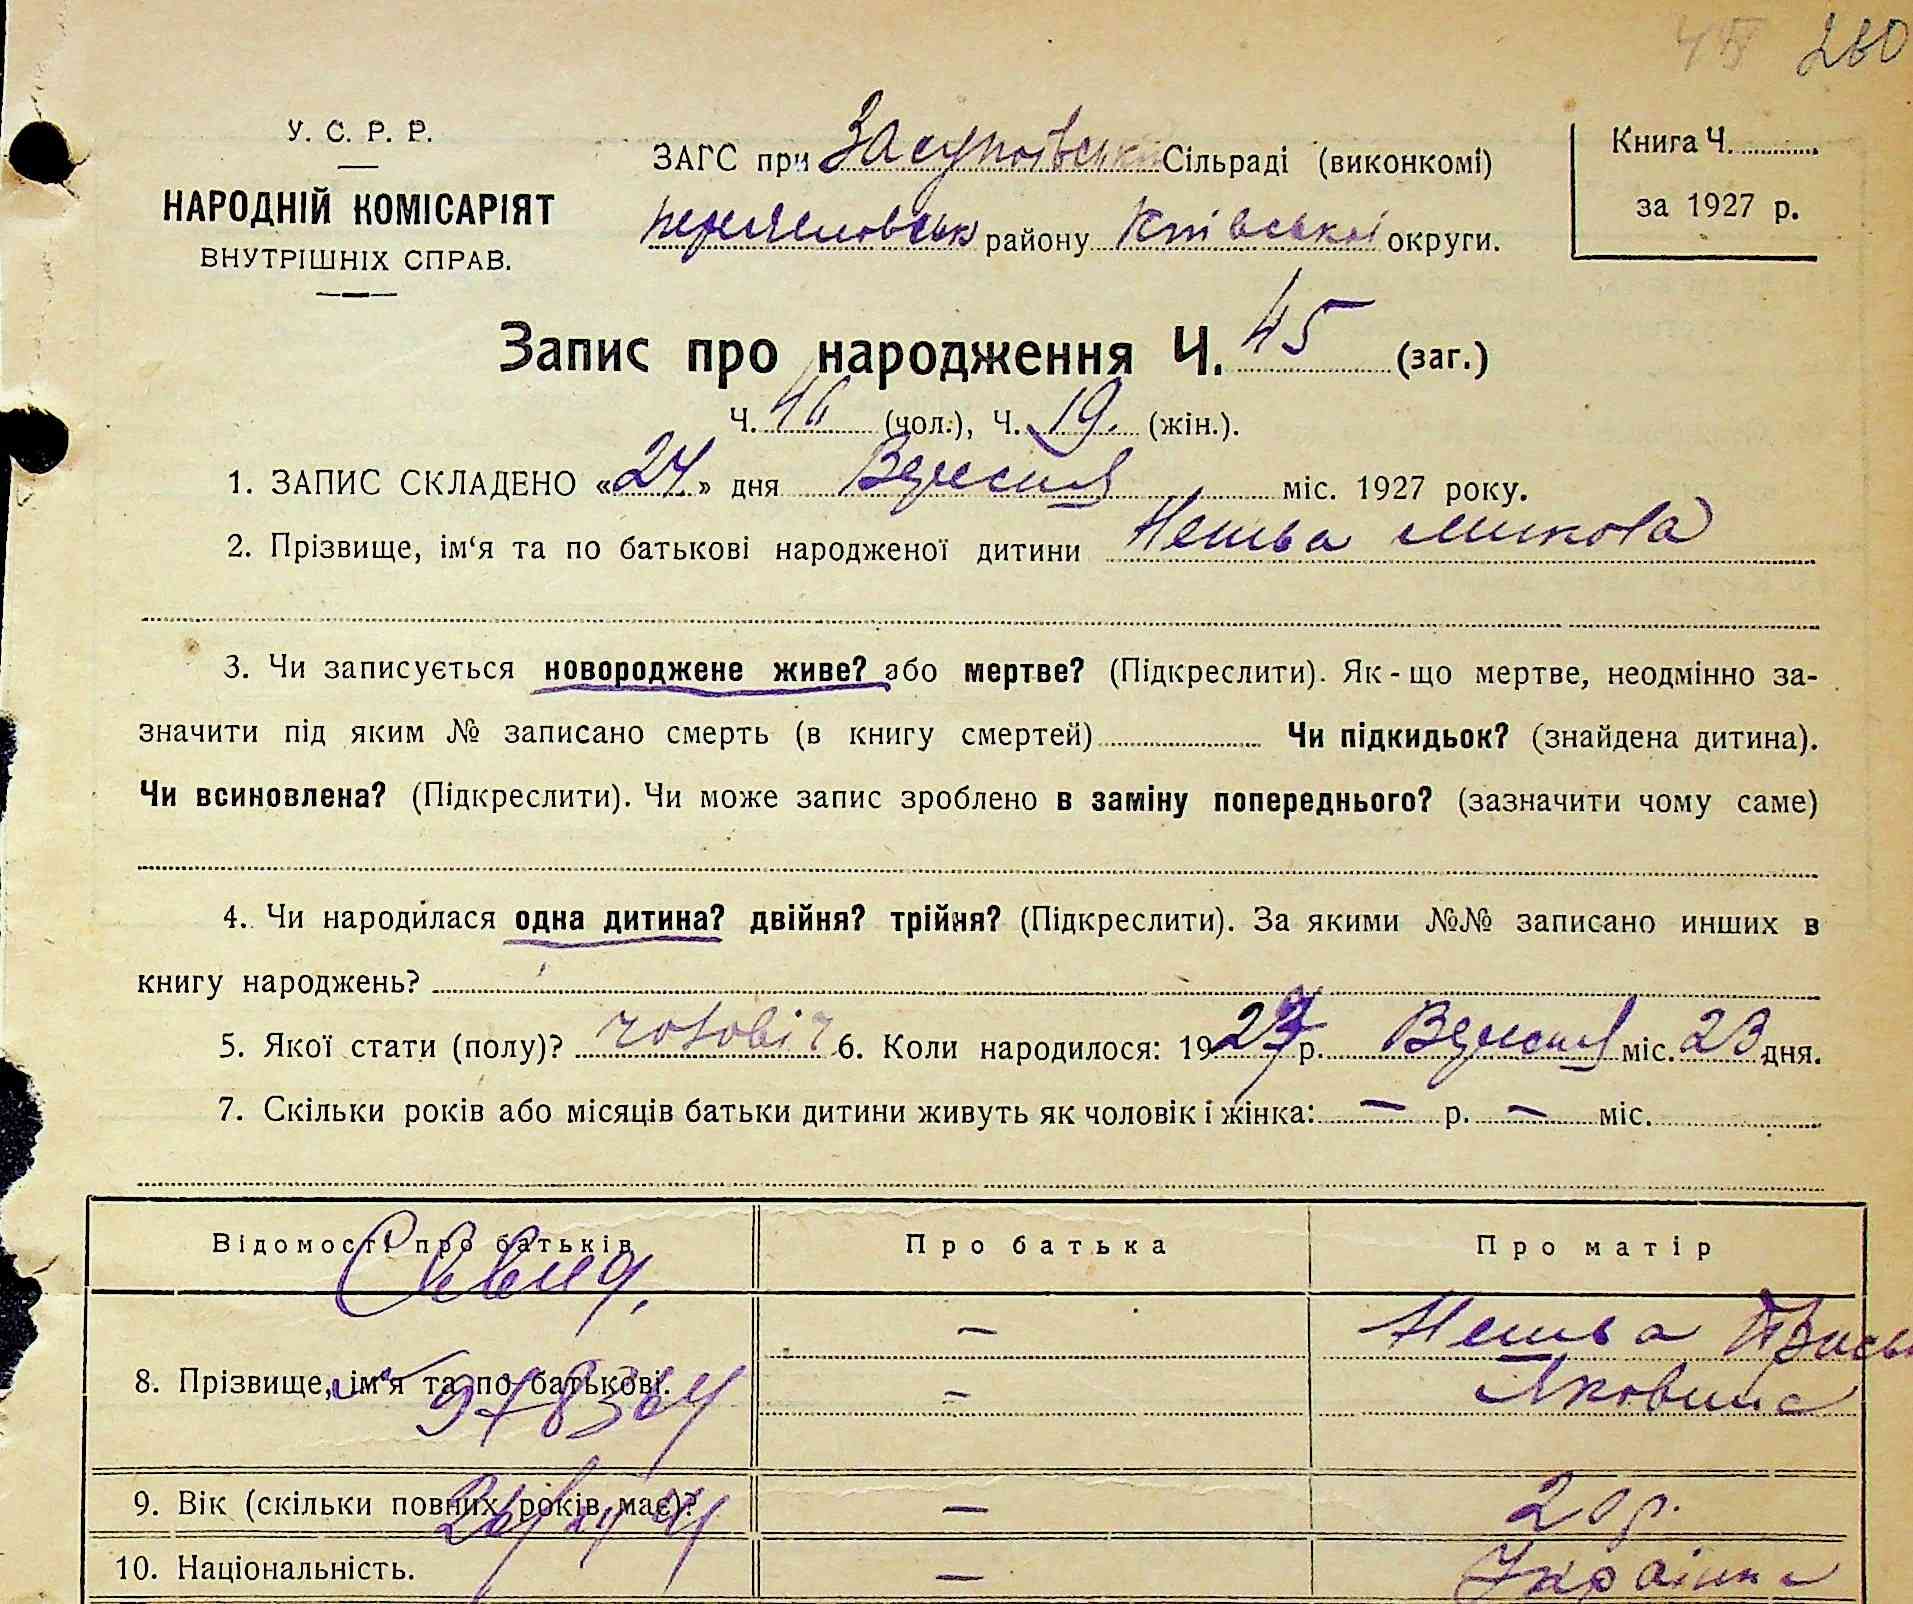 280
У. С. Р. Р.
НАРОДНІЙ КОМІСАРІЯТ
ВНУТРІШНІХ СПРАВ.
ЗАГС при Засупоївській Сільраді (виконкомі)
району Київської округи.
Книга Ч.
за 1927 р.
Запис про народження Ч. 45 (заг.)
Ч. (чол.), Ч. 19. (жін.).
1. ЗАПИС СКЛАДЕНО «24» дня Вересня міс. 1927 року.
2. Прізвище, ім‘я та по батькові народженої дитини Нешва Микола
3. Чи записується новороджене живе? або мертве? (Підкреслити). Як-що мертве, неодмінно за-
значити під яким № записано смерть (в книгу смертей) Чи підкидьок? (знайдена дитина).
Чи всиновлена? (Підкреслити). Чи може запис зроблено в заміну попереднього? (зазначити чому саме)
4. Чи народилася одна дитина? двійня? трійня? (Підкреслити). За якими №№ записано инших в
книгу народжень?
5. Якої стати (полу)? чоловіч 6. Коли народилося: 1927 р. Вересня міс. 23 дня.
7. Скільки років або місяців батьки дитини живуть як чоловік і жінка: — р. — міс.
Відомості про батьків Про батька Про матір
8. Прізвище, ім‘я та по батькові. — Нешва
— Яковна
9. Вік (скільки повних років має)? — 20 р.
10. Національність. — Українка